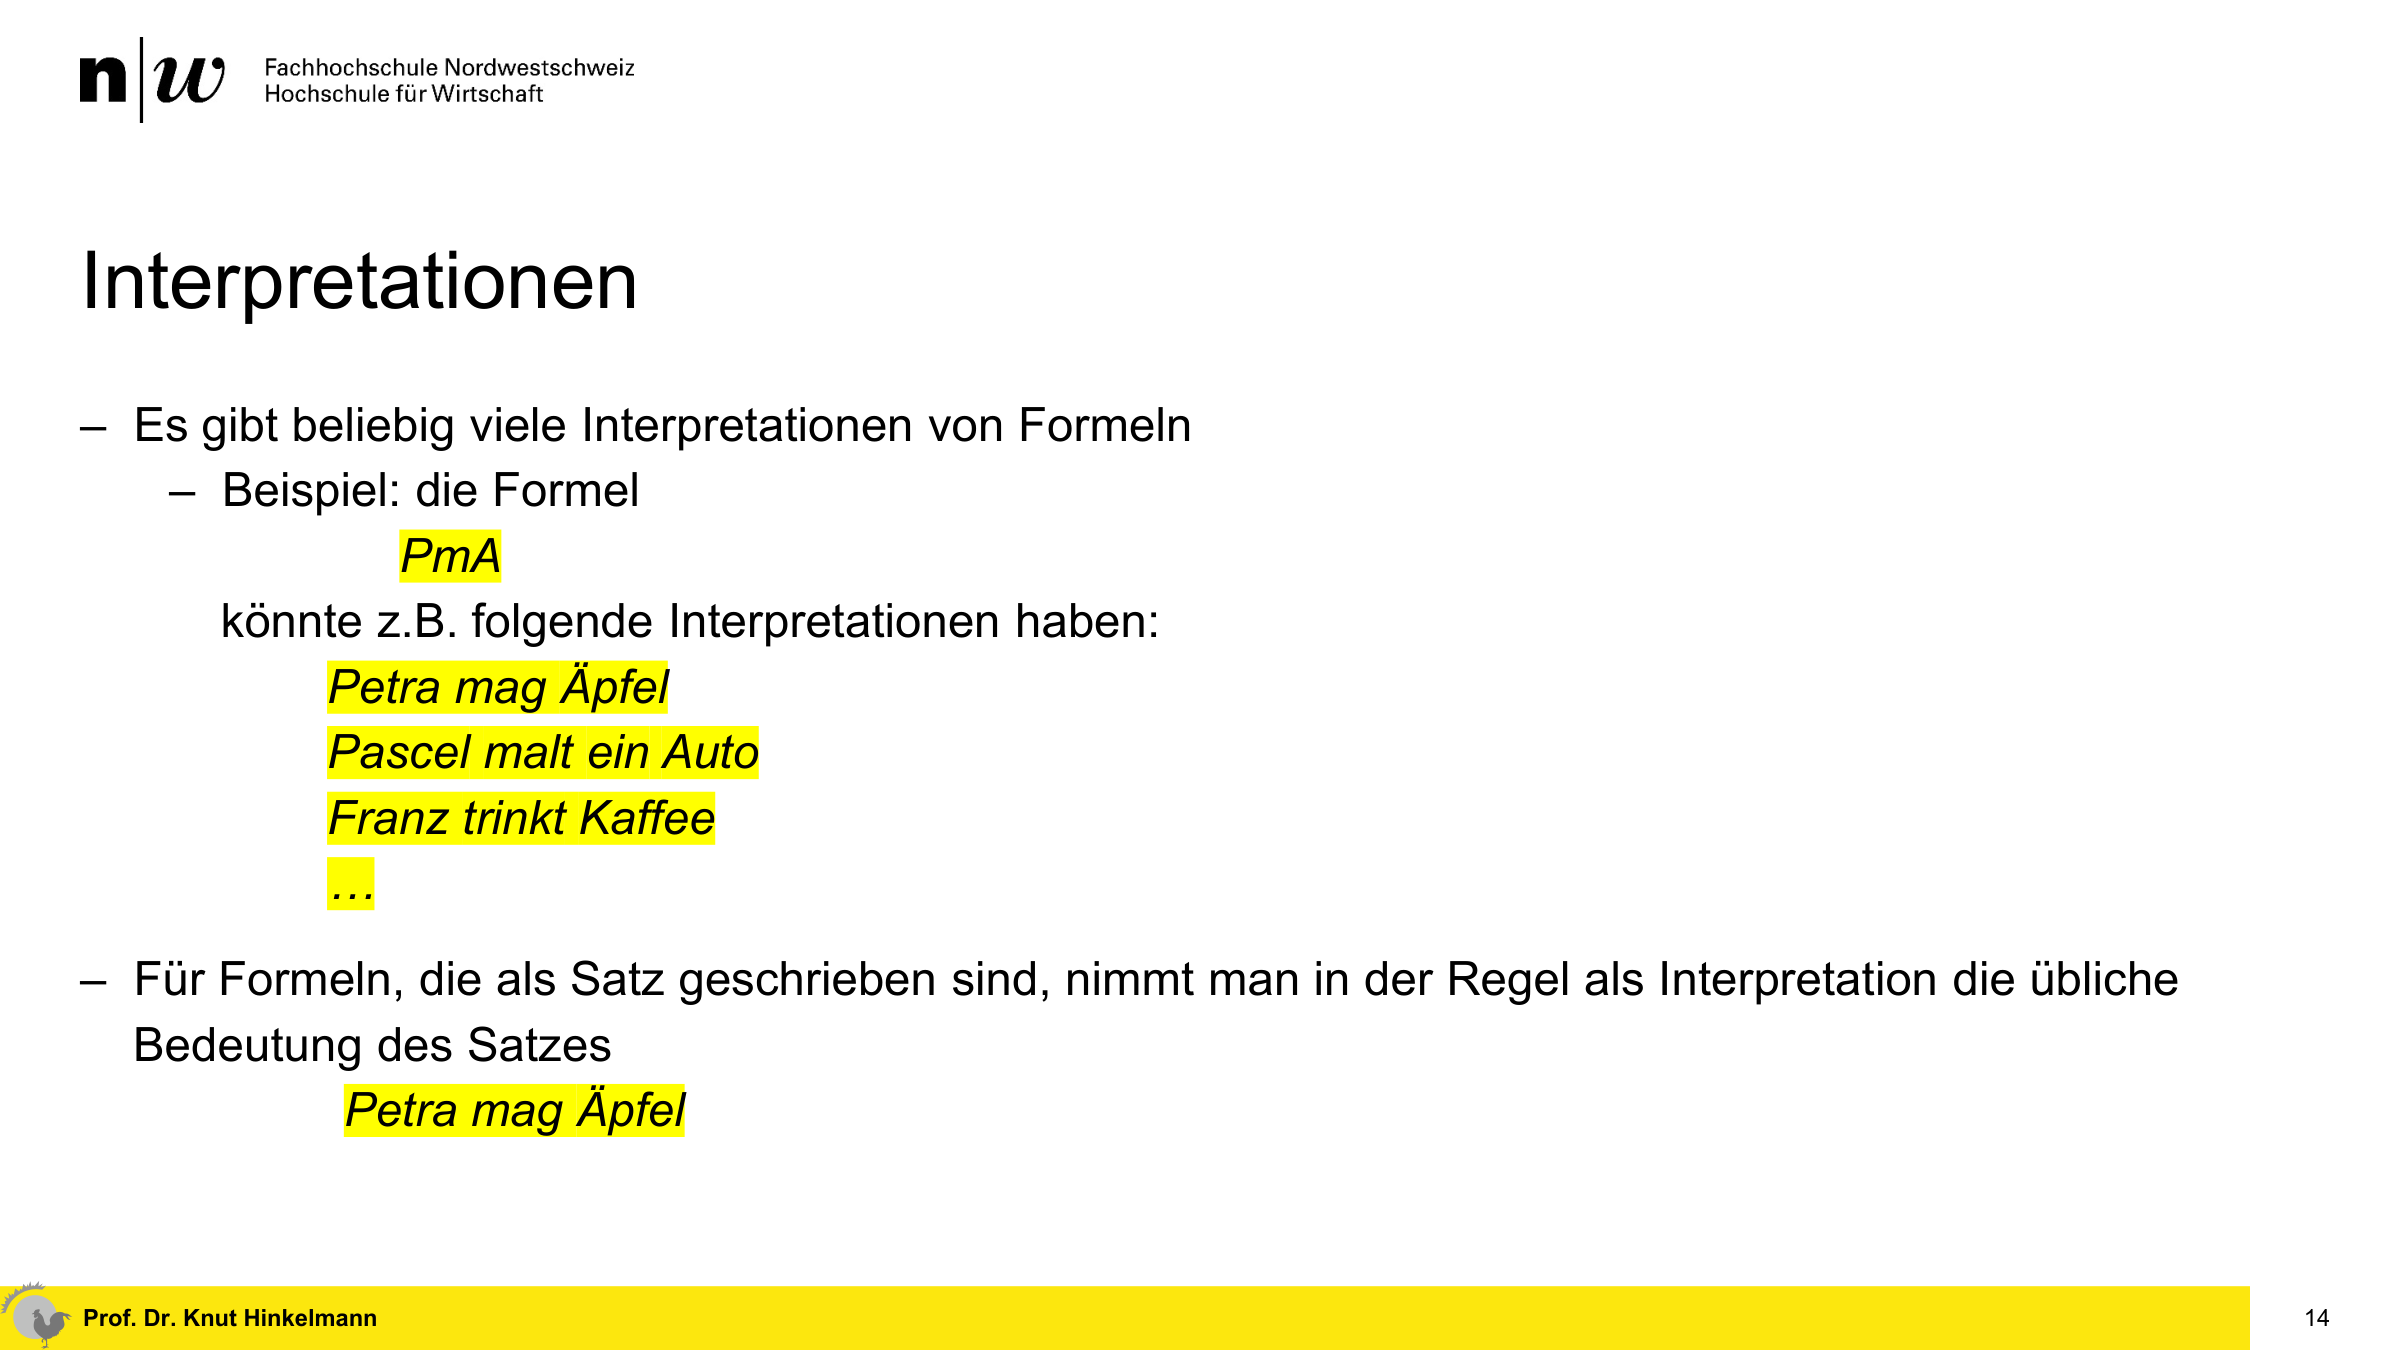 n|w
Fachhochschule Nordwestschweiz
Hochschule für Wirtschaft
Interpretationen
– Es gibt beliebig viele Interpretationen von Formeln
– Beispiel: die Formel
PmA
könnte z.B. folgende Interpretationen haben:
Petra mag Äpfel
Pascel malt ein Auto
Franz trinkt Kaffee
…
– Für Formeln, die als Satz geschrieben sind, nimmt man in der Regel als Interpretation die übliche
Bedeutung des Satzes
Petra mag Äpfel
Prof. Dr. Knut Hinkelmann
14